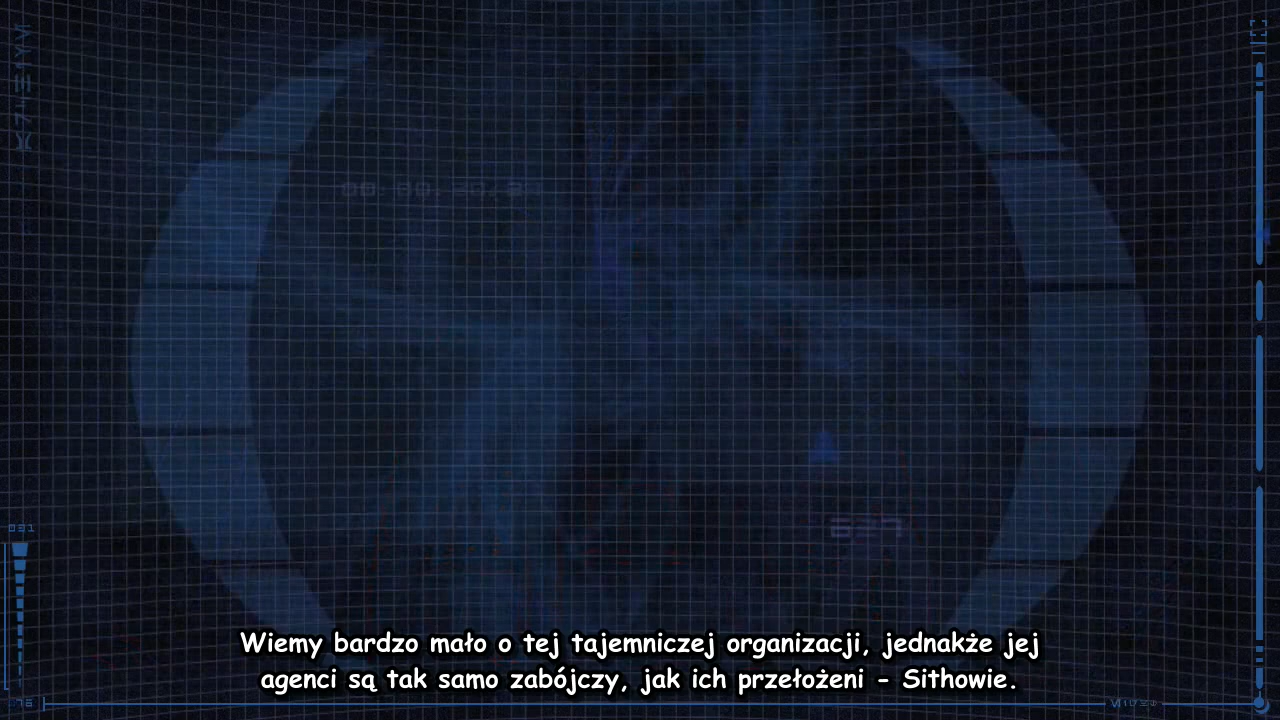 Wiemy bardzo mało o tej tajemniczej organizacji, jednakże jej
agenci są tak samo zabójczy, jak ich przełożeni - Sithowie.